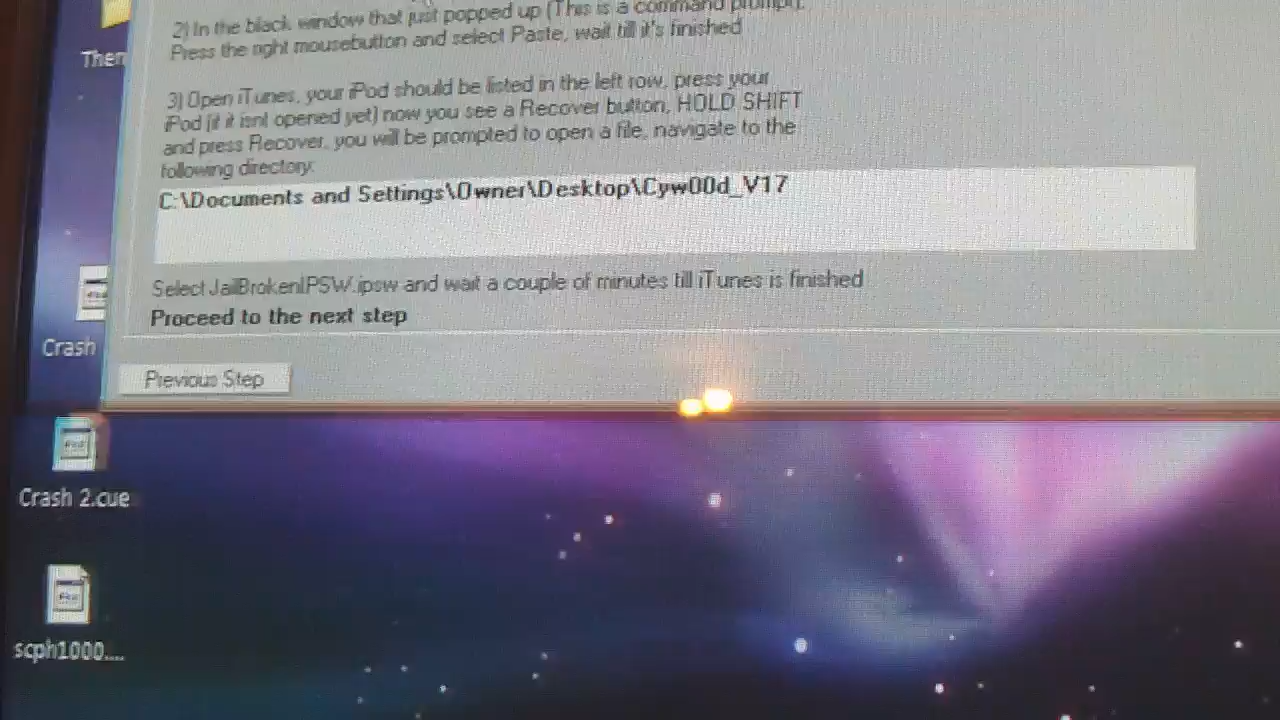 2) In the black window that just popped up (This is a command prompt).
Press the right mousebutton and select Paste, wait till it's finished
Them
3) Open iTunes, your iPod should be listed in the left row, press your
iPod (if it isnt opened yet) now you see a Recover button, HOLD SHIFT
and press Recover, you will be prompted to open a file, navigate to the
following directory:
C:\Documents and Settings\Owner\Desktop\Cyw00d_V17
Select JailBrokenIPSW.ipsw and wait a couple of minutes till iTunes is finished
Proceed to the next step
Crash
Previous Step
Crash 2.cue
scph1000....